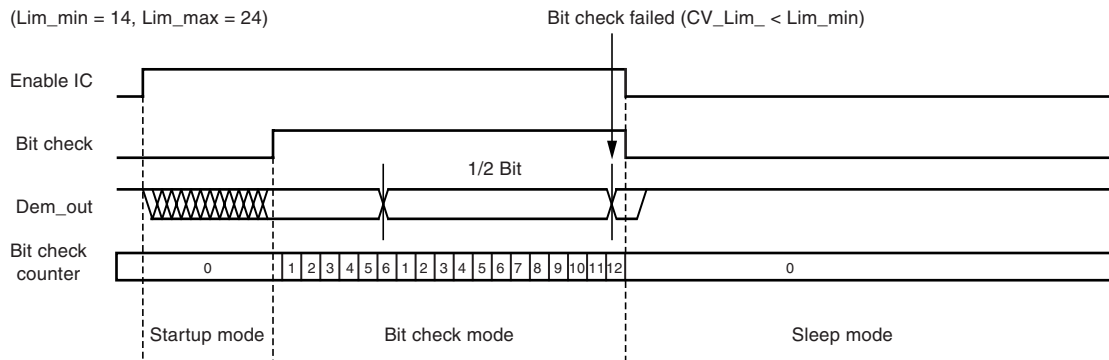 (Lim_min = 14, Lim_max = 24)
Bit check failed (CV_Lim_ < Lim_min)
Enable IC
Bit check
1/2 Bit
Dem_out
Bit check
counter
0 1 2 3 4 5 6 1 2 3 4 5 6 7 8 9 10 11 12 0
Startup mode Bit check mode Sleep mode